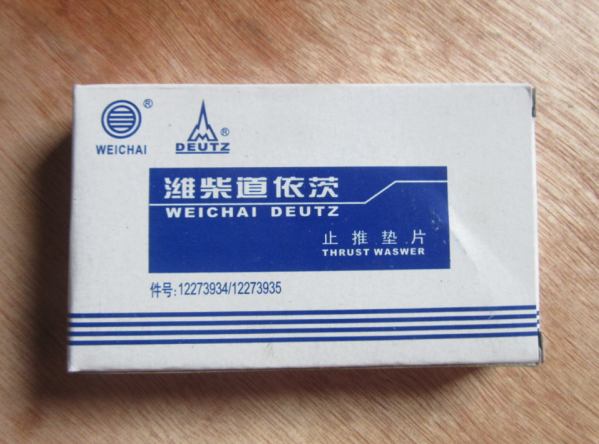 WEICHAI ®
DEUTZ ®
潍柴道依茨
WEICHAI DEUTZ
止推垫片
THRUST WASWER
件号:12273934/12273935